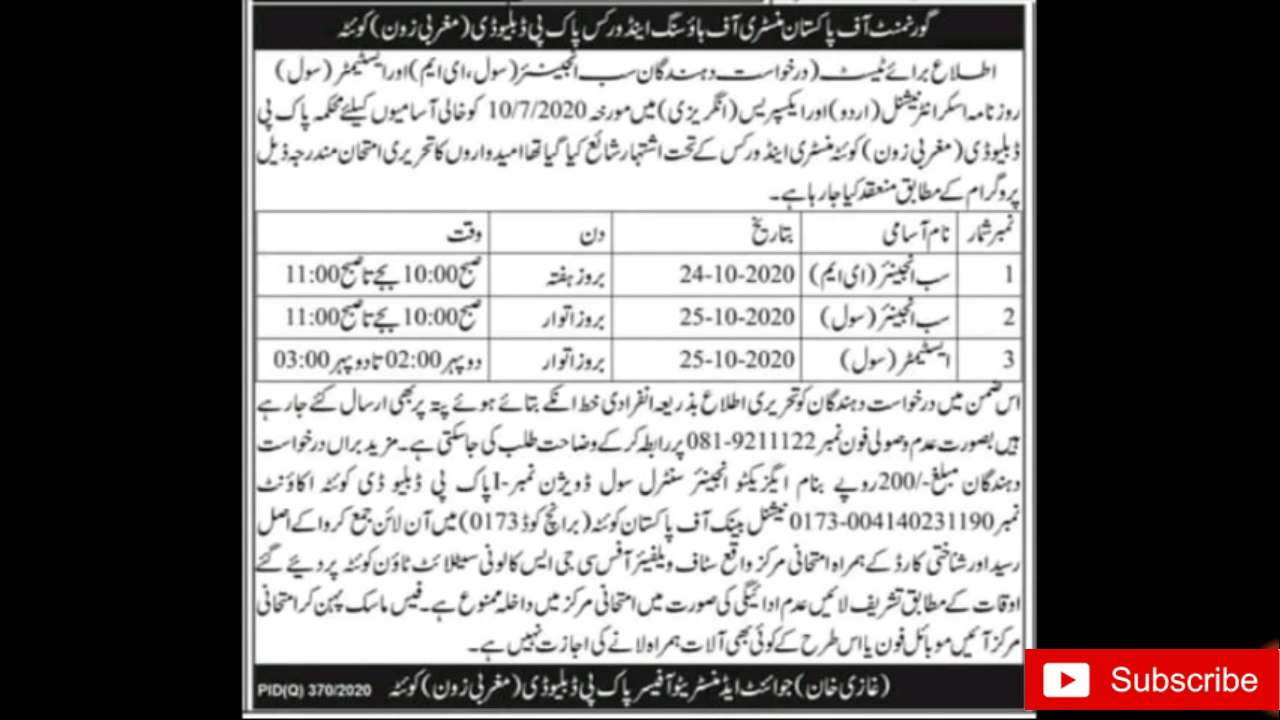 گورنمنٹ آف پاکستان منسٹری آف ہاؤسنگ اینڈ ورکس پاک پی ڈبلیو ڈی (مغربی زون) کوئٹہ
اطلاع برائے ٹیسٹ (درخواست دہندگان سب انجینئر (سول، ای ایم) اور ایسٹیمٹر (سول)
روزنامہ اسکرائنر نیشنل (اردو) اور ایکسپریس (انگریزی) میں مورخہ 10/7/2020 کو خالی آسامیوں کیلئے محکمہ پاک پی
ڈبلیو ڈی (مغربی زون) کوئٹہ منسٹری اینڈ ورکس کے تحت اشتہار شائع کیا گیا تھا امیدواروں کا تحریری امتحان مندرجہ ذیل
پروگرام کے مطابق منعقد کیا جا رہا ہے۔
نمبر شمار نام آسامی بتاریخ دن وقت
1 سب انجینئر (ای ایم) 24-10-2020 بروز ہفتہ صبح 10:00 بجے تا صبح 11:00
2 سب انجینئر (سول) 25-10-2020 بروز اتوار صبح 10:00 بجے تا صبح 11:00
3 ایسٹیمٹر (سول) 25-10-2020 بروز اتوار دوپہر 02:00 تا دوپہر 03:00
اس ضمن میں درخواست دہندگان کو تحریری اطلاع بذریعہ انفرادی خط انکے بتائے ہوئے پتہ پر بھی ارسال کئے جا رہے
ہیں بصورت عدم وصولی فون نمبر 081-9211122 پر رابطہ کر کے وضاحت طلب کی جاسکتی ہے۔ مزید براں درخواست
دہندگان مبلغ -/200 روپے بنام ایگزیکٹو انجینئر سنٹرل سول ڈویژن نمبر-I پاک پی ڈبلیو ڈی کوئٹہ اکاؤنٹ
نمبر 0173-004140231190 نیشنل بینک آف پاکستان کوئٹہ (برانچ کوڈ 0173) میں آن لائن جمع کروا کے اصل
رسید اور شناختی کارڈ کے ہمراہ امتحانی مرکز واقع سٹاف ویلفیئر آفس سی جی ایس کالونی سیٹلائٹ ٹاؤن کوئٹہ پر دیئے گئے
اوقات کے مطابق تشریف لائیں عدم ادائیگی کی صورت میں امتحانی مرکز میں داخلہ ممنوع ہے۔ فیس ماسک پہن کر امتحانی
مرکز آئیں موبائل فون یا اس طرح کے کوئی بھی آلات ہمراہ لانے کی اجازت نہیں ہے۔
(غازی خان) جوائنٹ ایڈمنسٹریٹو آفیسر پاک پی ڈبلیو ڈی (مغربی زون) کوئٹہ
PID(Q) 370/2020
Subscribe